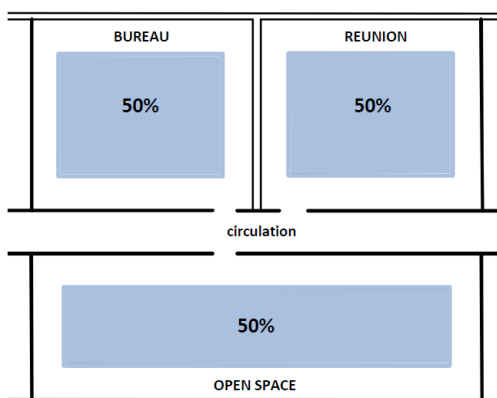 BUREAU
REUNION
50%
50%
circulation
50%
OPEN SPACE